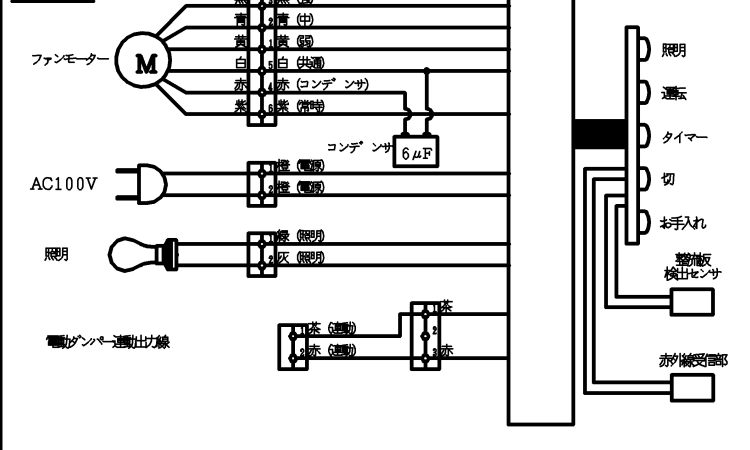 青 2 青 (中)
黄 1 黄 (弱)
ファンモーター M 白 5 白 (共通)
赤 4 赤 (コンデンサ)
紫 6 紫 (常時)
コンデンサ 6μF
AC100V
1 橙 (電源)
2 橙 (電源)
照明
1 緑 (照明)
2 灰 (照明)
電動ダンパー連動出力線
1 茶 (連動)
2 赤 (連動)
1 茶
2
3 赤
照明
運転
タイマー
切
お手入れ
整流板
検出センサ
赤外線受信部